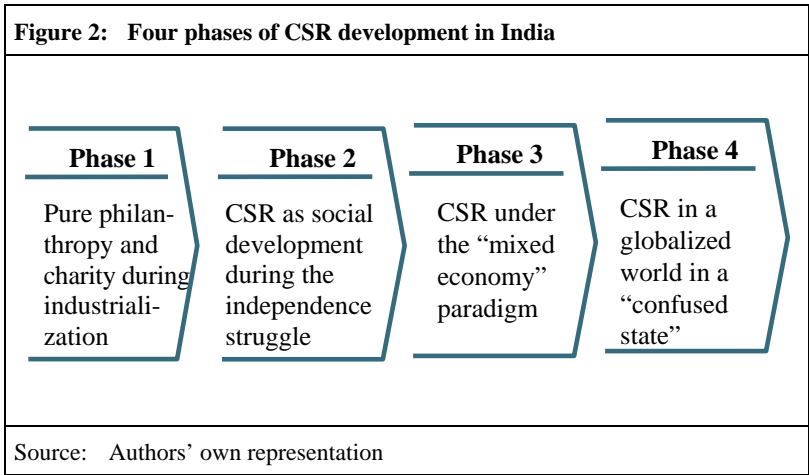 Figure 2: Four phases of CSR development in India
Phase 1
Pure philan-
thropy and
charity during
industriali-
zation
Phase 2
CSR as social
development
during the
independence
struggle
Phase 3
CSR under
the “mixed
economy”
paradigm
Phase 4
CSR in a
globalized
world in a
“confused
state”
Source: Authors’ own representation